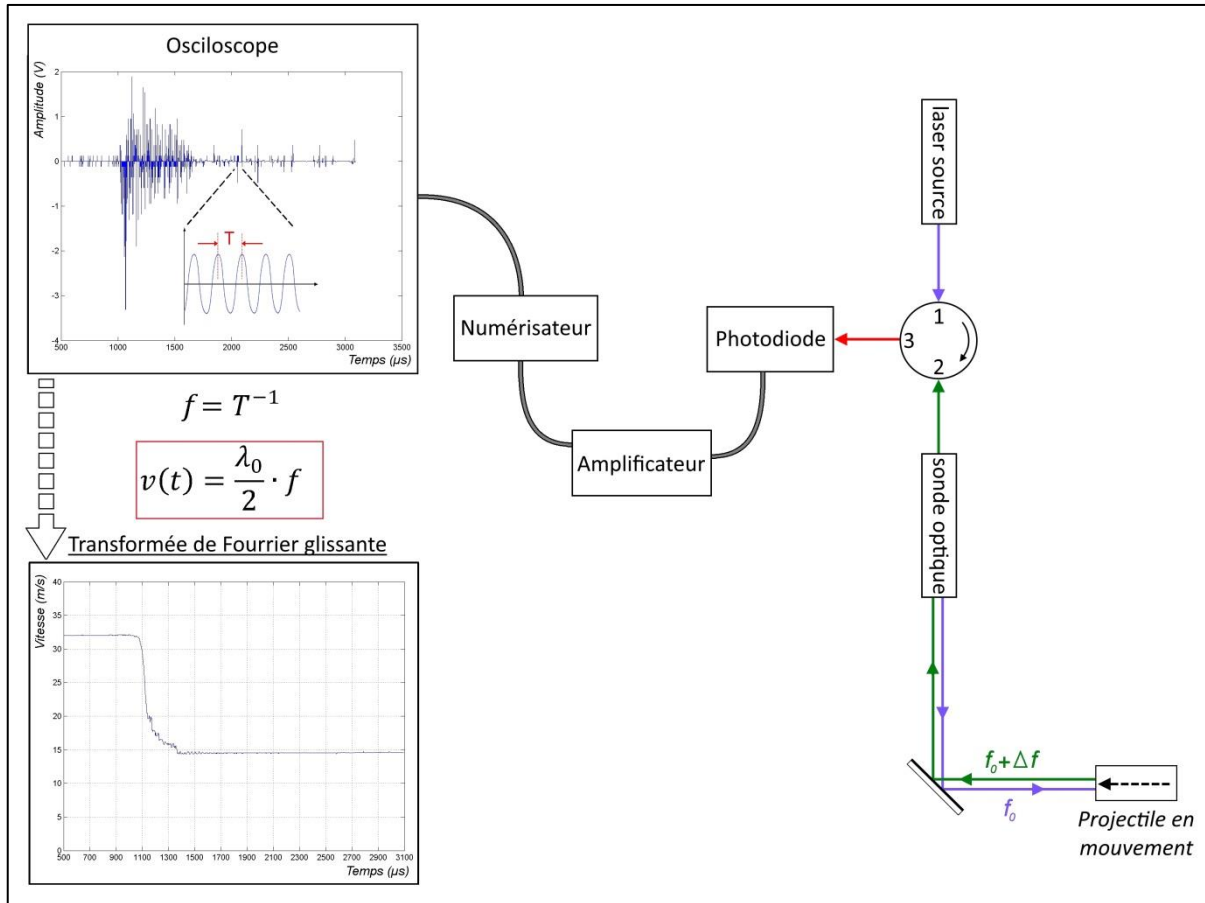 Osciloscope
Amplitude (V)
2
1
0
-1
-2
-3
-4
T
500 1000 1500 2000 2500 3000 3500
Temps (µs)
f = T⁻¹
v(t) = λ₀/2 · f
Transformée de Fourrier glissante
Vitesse (m/s)
40
35
30
25
20
15
10
5
0
500 700 900 1100 1300 1500 1700 1900 2100 2300 2500 2700 2900 3100
Temps (µs)
Numérisateur
Amplificateur
Photodiode
laser source
1
3
2
sonde optique
f₀+Δf
f₀
Projectile en
mouvement